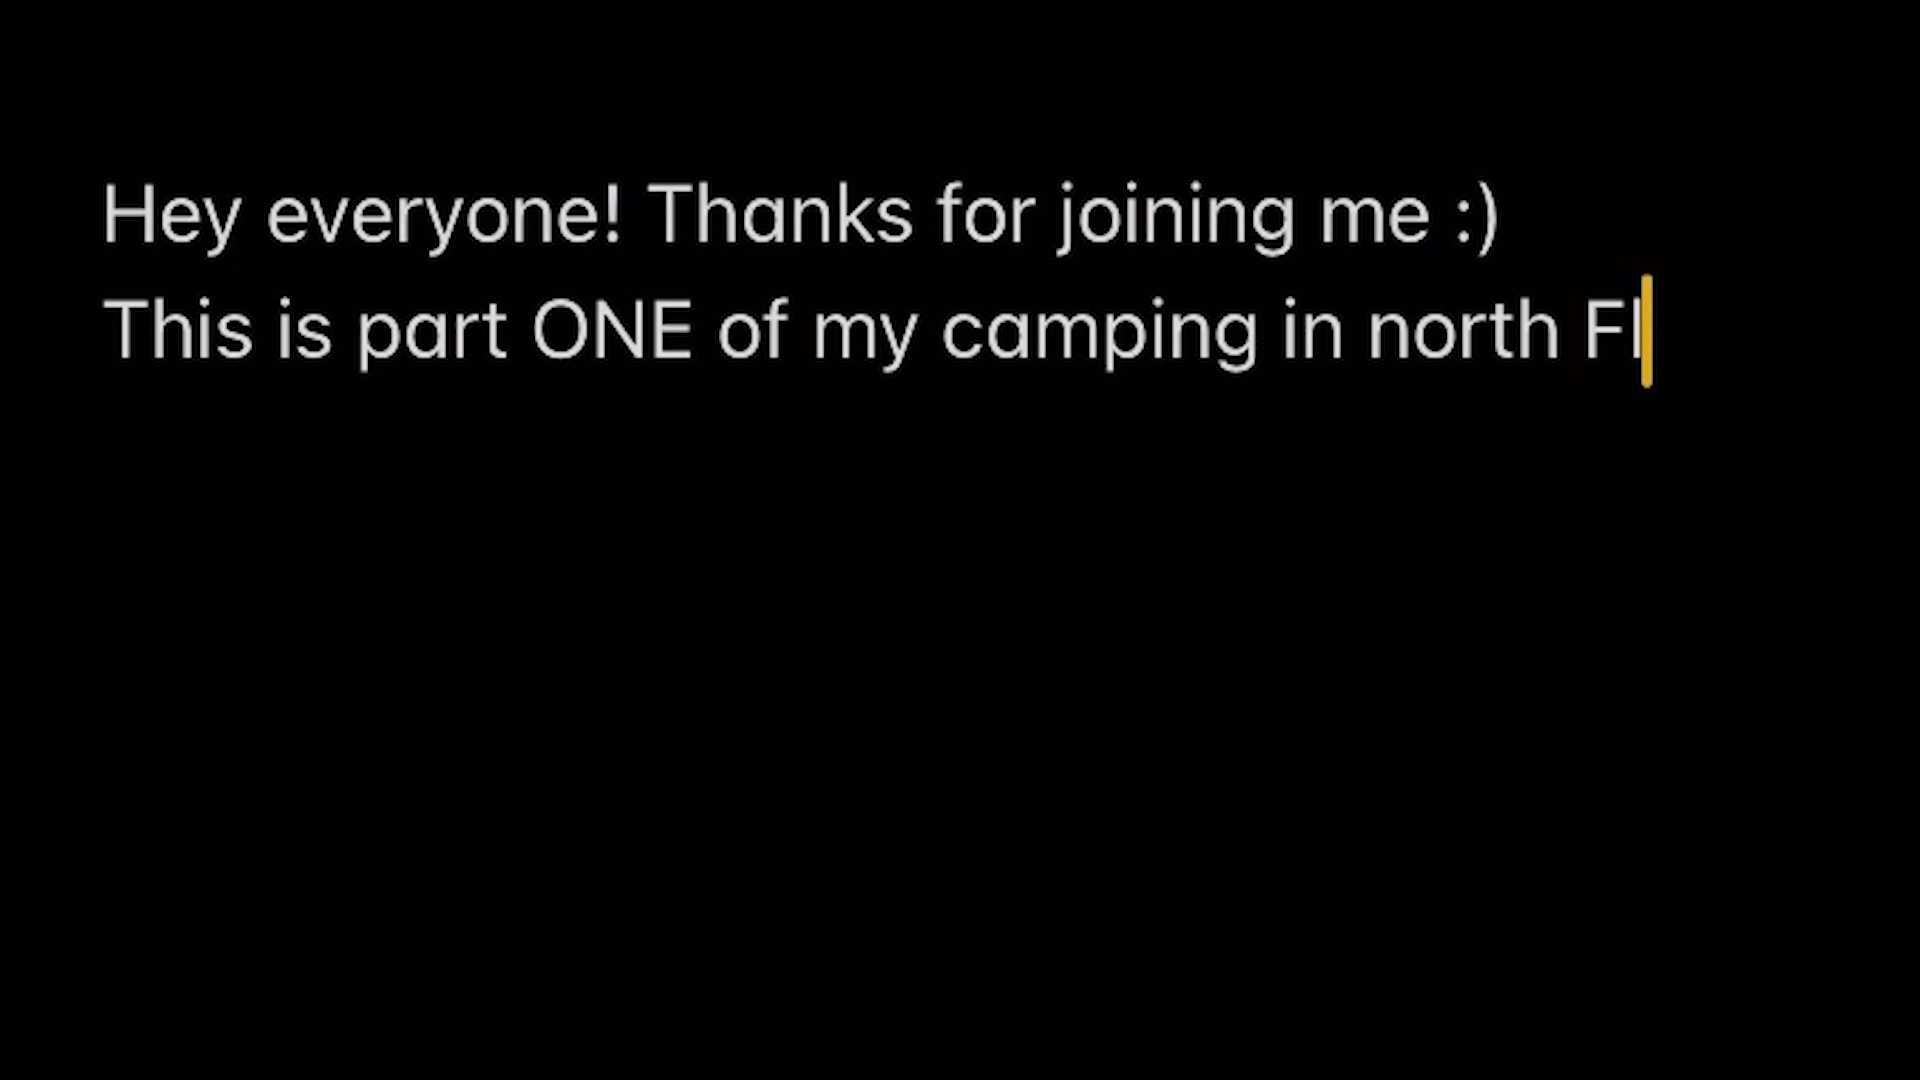 Hey everyone! Thanks for joining me :)
This is part ONE of my camping in north Fl